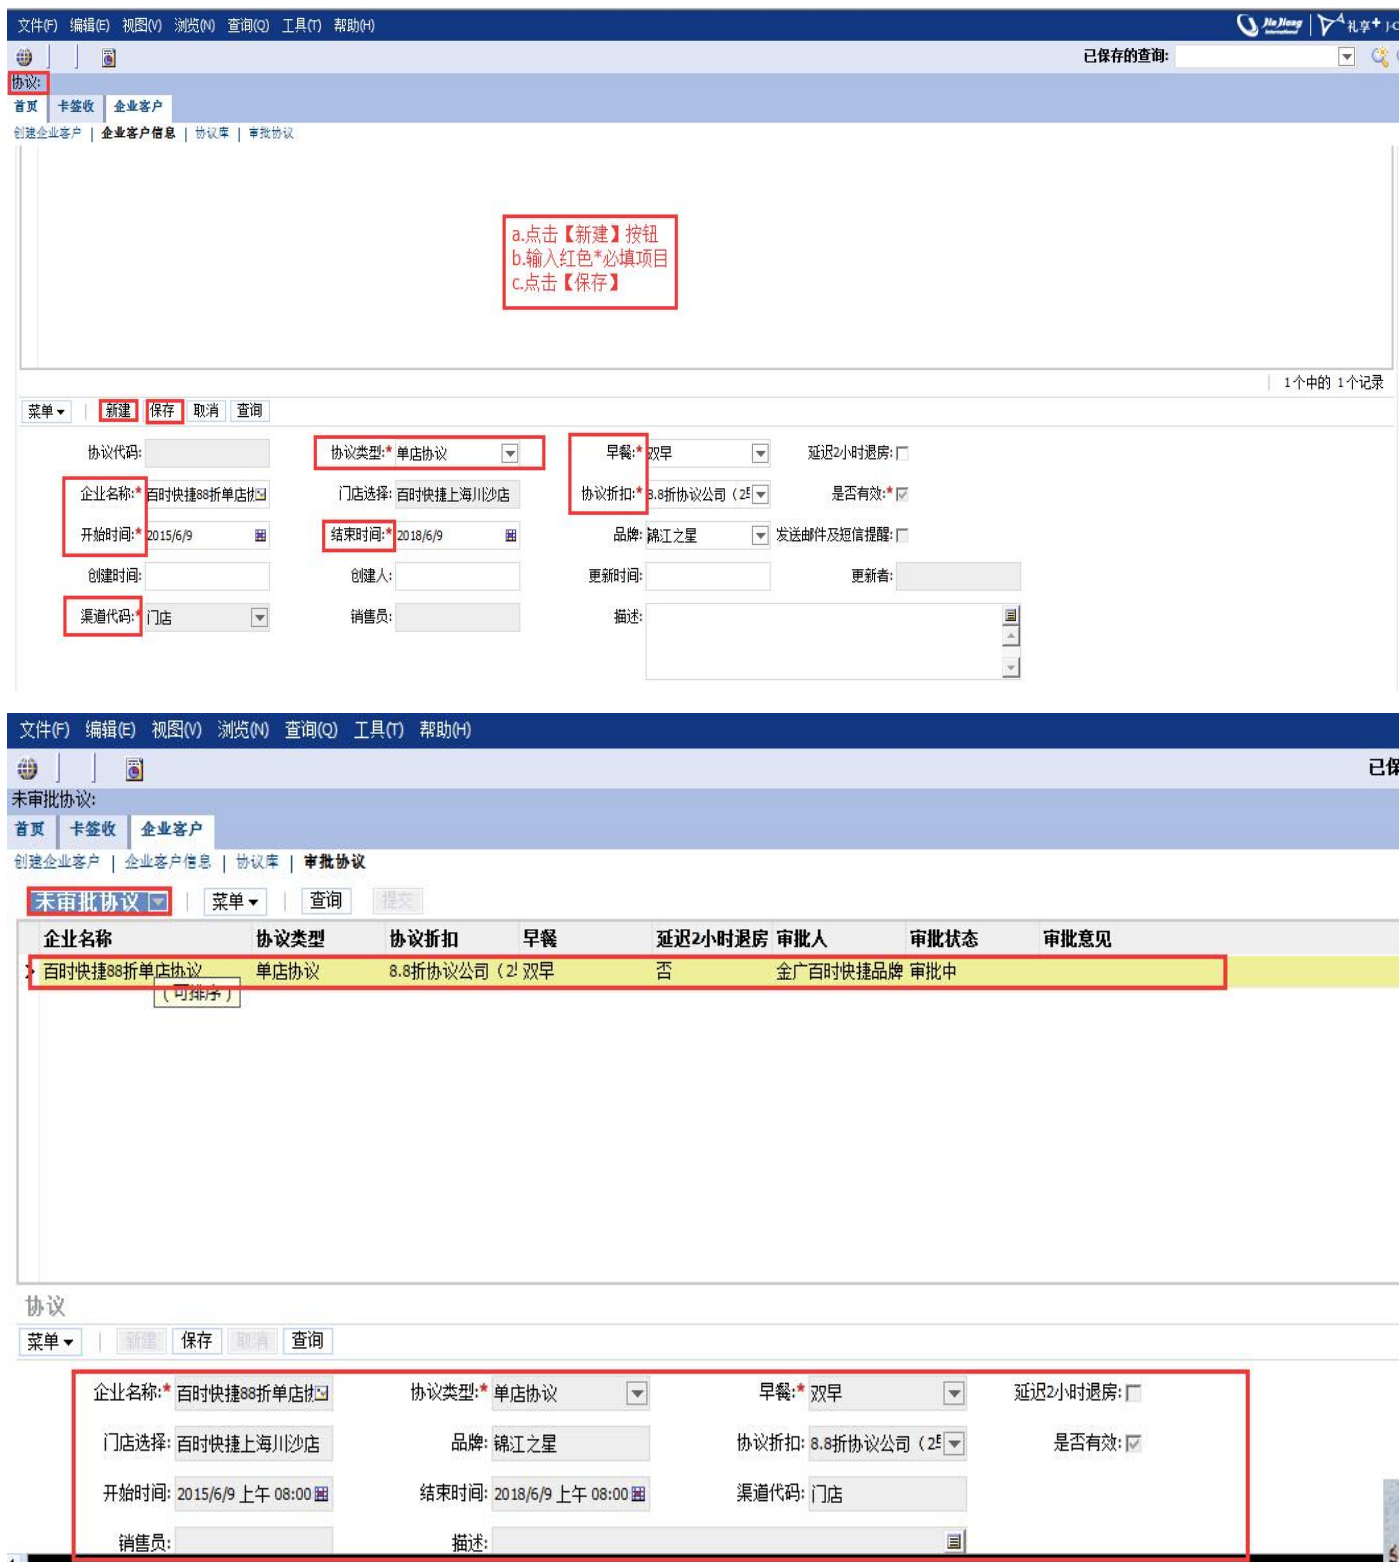 文件(F) 编辑(E) 视图(V) 浏览(N) 查询(Q) 工具(T) 帮助(H)
Jin Jiang International 礼享+ J-C
已保存的查询:
协议:
首页 卡签收 企业客户
创建企业客户 | 企业客户信息 | 协议库 | 审批协议
a.点击【新建】按钮
b.输入红色*必填项目
c.点击【保存】
1个中的 1个记录
菜单 新建 保存 取消 查询
协议代码: 协议类型:* 单店协议 早餐:* 双早 延迟2小时退房:
企业名称:* 百时快捷88折单店协 门店选择: 百时快捷上海川沙店 协议折扣:* 8.8折协议公司（2 是否有效:*
开始时间:* 2015/6/9 结束时间:* 2018/6/9 品牌: 锦江之星 发送邮件及短信提醒:
创建时间: 创建人: 更新时间: 更新者:
渠道代码:* 门店 销售员: 描述:
文件(F) 编辑(E) 视图(V) 浏览(N) 查询(Q) 工具(T) 帮助(H)
已保
未审批协议:
首页 卡签收 企业客户
创建企业客户 | 企业客户信息 | 协议库 | 审批协议
未审批协议 菜单 查询 提交
企业名称 协议类型 协议折扣 早餐 延迟2小时退房 审批人 审批状态 审批意见
百时快捷88折单店协议 单店协议 8.8折协议公司（2 双早 否 金广百时快捷品牌 审批中
（可排序）
协议
菜单 新建 保存 取消 查询
企业名称:* 百时快捷88折单店协 协议类型:* 单店协议 早餐:* 双早 延迟2小时退房:
门店选择: 百时快捷上海川沙店 品牌: 锦江之星 协议折扣: 8.8折协议公司（2 是否有效:
开始时间: 2015/6/9 上午 08:00 结束时间: 2018/6/9 上午 08:00 渠道代码: 门店
销售员: 描述: